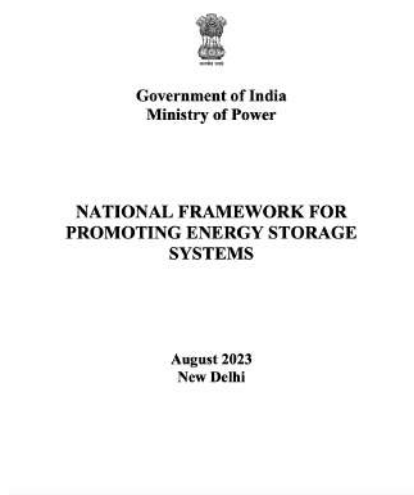 Government of India
Ministry of Power
NATIONAL FRAMEWORK FOR
PROMOTING ENERGY STORAGE
SYSTEMS
August 2023
New Delhi